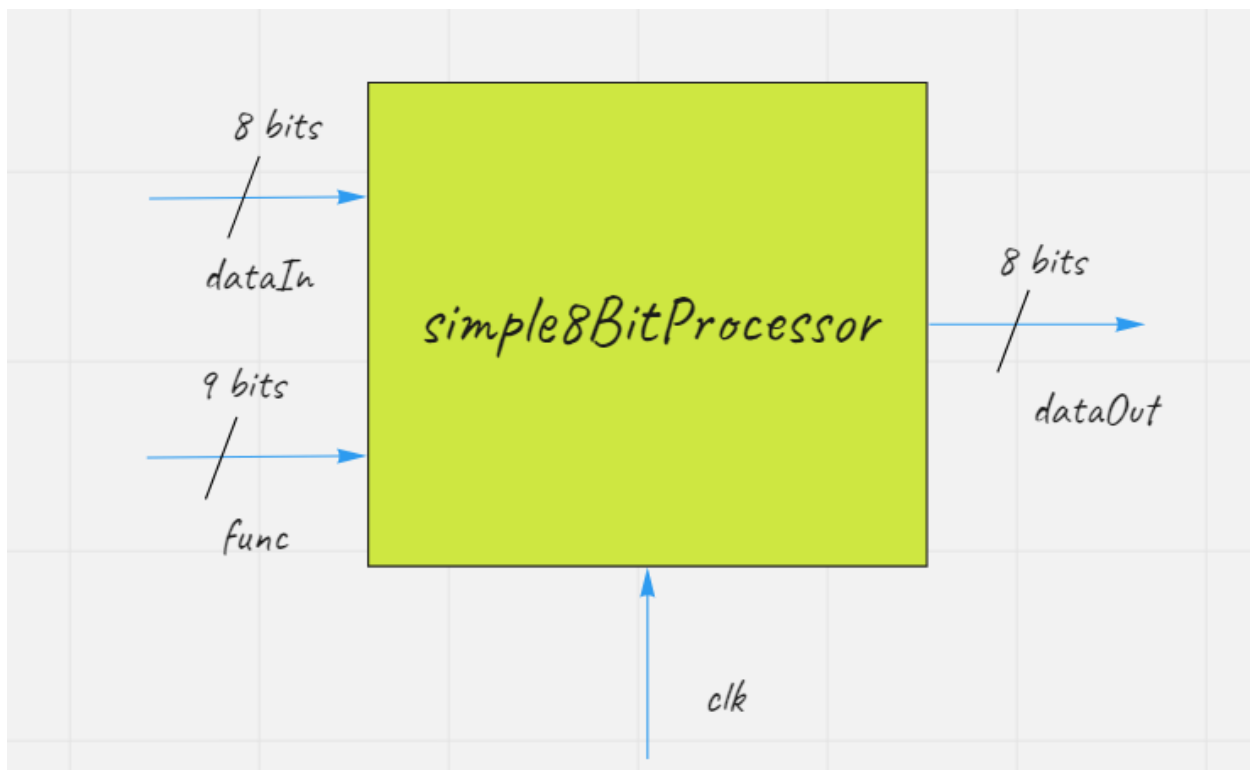 8 bits
dataIn
simple8BitProcessor
8 bits
dataOut
9 bits
func
clk